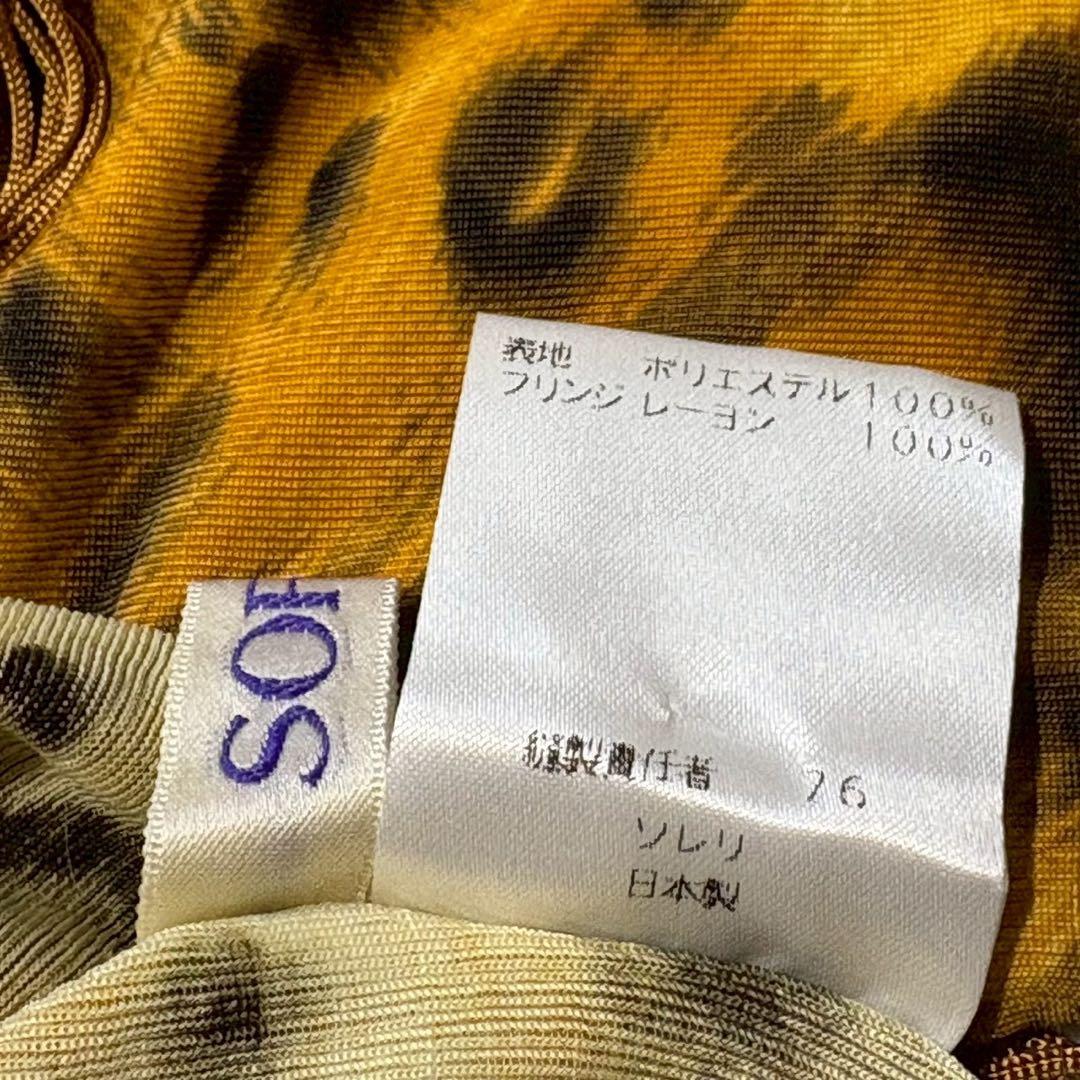 表地 ポリエステル100%
フリンジ レーヨン 100%
縫製責任者 76
ソレリ
日本製
SOF